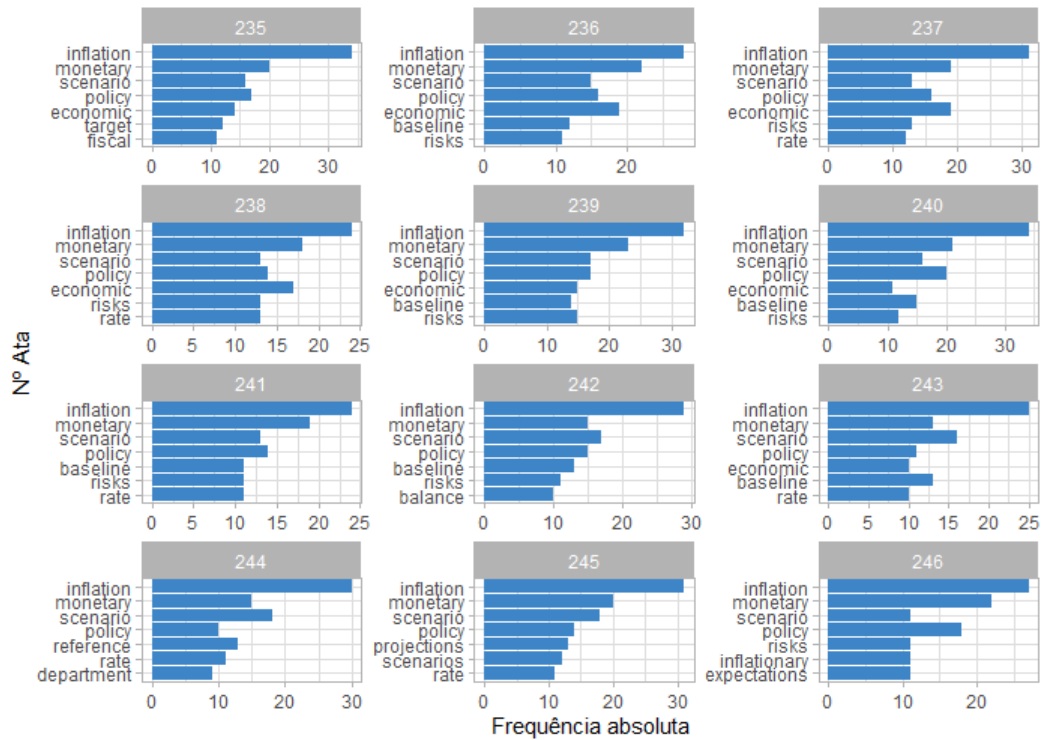 235 236 237
inflation
monetary
scenario
policy
economic
target
fiscal
0 10 20 30
inflation
monetary
scenario
policy
economic
baseline
risks
0 10 20
inflation
monetary
scenario
policy
economic
risks
rate
0 10 20 30
238 239 240
inflation
monetary
scenario
policy
economic
risks
rate
0 5 10 15 20 25
inflation
monetary
scenario
policy
economic
baseline
risks
0 10 20 30
inflation
monetary
scenario
policy
economic
baseline
risks
0 10 20 30
Nº Ata
241 242 243
inflation
monetary
scenario
policy
baseline
risks
rate
0 5 10 15 20 25
inflation
monetary
scenario
policy
baseline
risks
balance
0 10 20 30
inflation
monetary
scenario
policy
economic
baseline
rate
0 5 10 15 20 25
244 245 246
inflation
monetary
scenario
policy
reference
rate
department
0 10 20 30
inflation
monetary
scenario
policy
projections
scenarios
rate
0 10 20 30
inflation
monetary
scenario
policy
risks
inflationary
expectations
0 10 20
Frequência absoluta